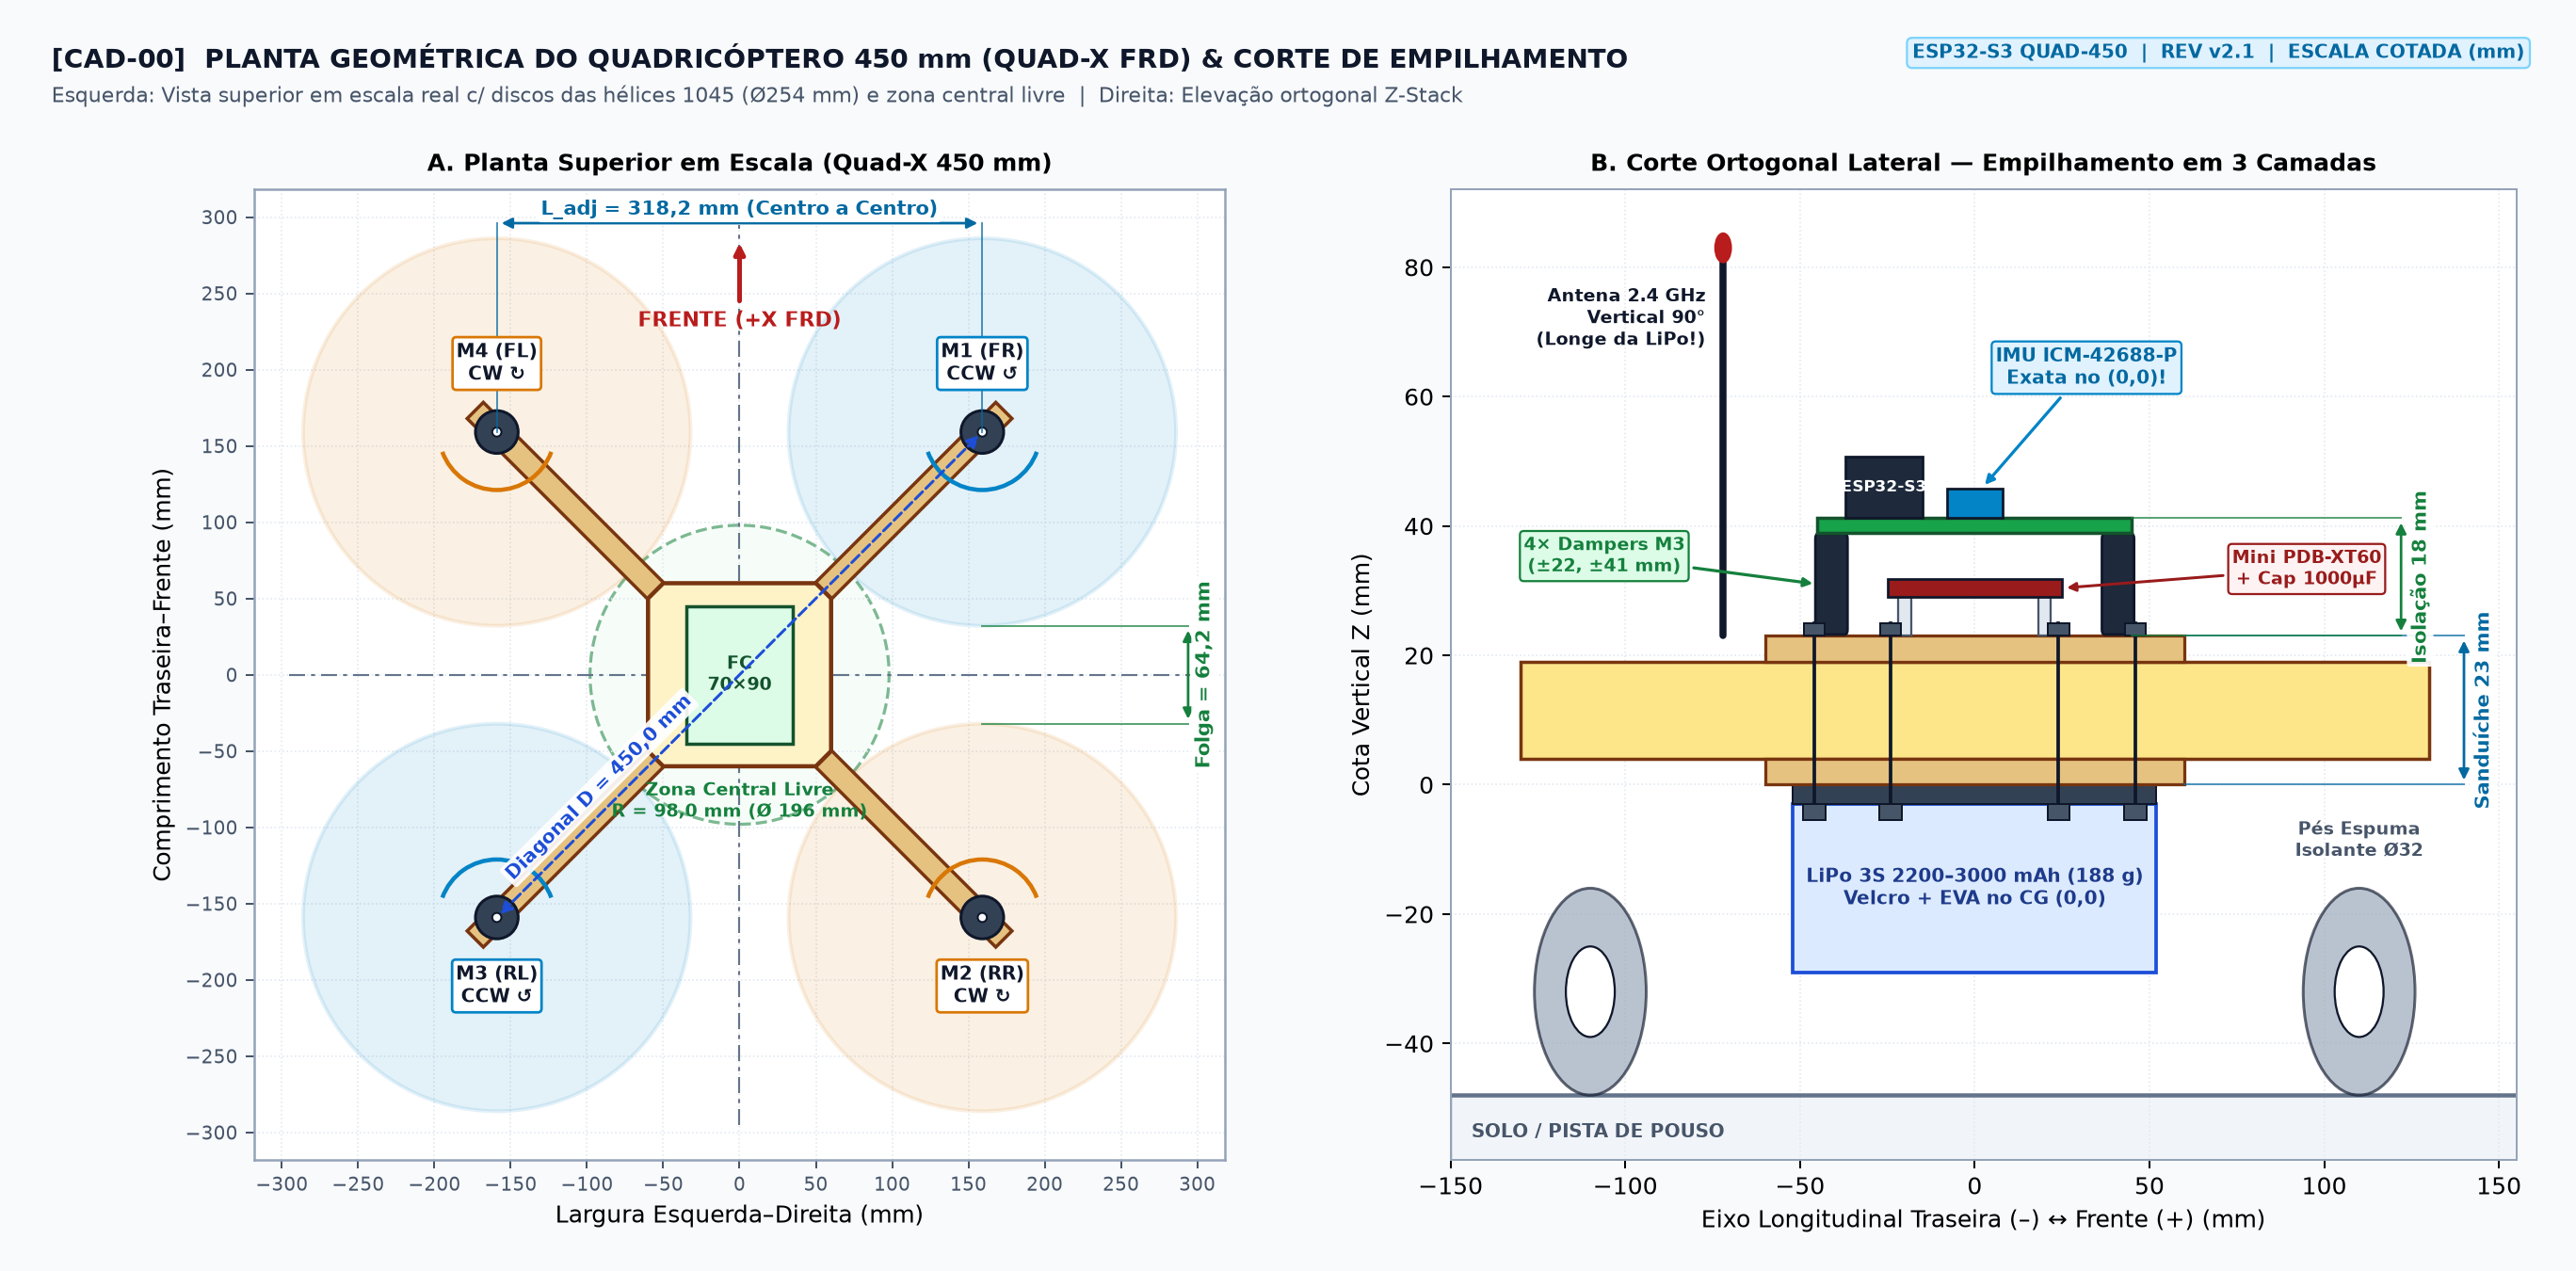 [CAD-00]  PLANTA GEOMÉTRICA DO QUADRICÓPTERO 450 mm (QUAD-X FRD) & CORTE DE EMPILHAMENTO
ESP32-S3 QUAD-450 | REV v2.1 | ESCALA COTADA (mm)
Esquerda: Vista superior em escala real c/ discos das hélices 1045 (Ø254 mm) e zona central livre | Direita: Elevação ortogonal Z-Stack
A. Planta Superior em Escala (Quad-X 450 mm)
L_adj = 318,2 mm (Centro a Centro)
FRENTE (+X FRD)
M4 (FL)
CW ↻
M1 (FR)
CCW ↺
FC
70×90
Folga = 64,2 mm
Diagonal D = 450,0 mm
Zona Central Livre
R = 98,0 mm (Ø 196 mm)
M3 (RL)
CCW ↺
M2 (RR)
CW ↻
300
250
200
150
100
50
0
−50
−100
−150
−200
−250
−300
Comprimento Traseira–Frente (mm)
−300 −250 −200 −150 −100 −50 0 50 100 150 200 250 300
Largura Esquerda–Direita (mm)
B. Corte Ortogonal Lateral — Empilhamento em 3 Camadas
Antena 2.4 GHz
Vertical 90°
(Longe da LiPo!)
IMU ICM-42688-P
Exata no (0,0)!
ESP32-S3
4× Dampers M3
(±22, ±41 mm)
Mini PDB-XT60
+ Cap 1000µF
Isolação 18 mm
Sanduíche 23 mm
Pés Espuma
Isolante Ø32
LiPo 3S 2200–3000 mAh (188 g)
Velcro + EVA no CG (0,0)
SOLO / PISTA DE POUSO
80
60
40
20
0
−20
−40
Cota Vertical Z (mm)
−150 −100 −50 0 50 100 150
Eixo Longitudinal Traseira (–) ↔ Frente (+) (mm)